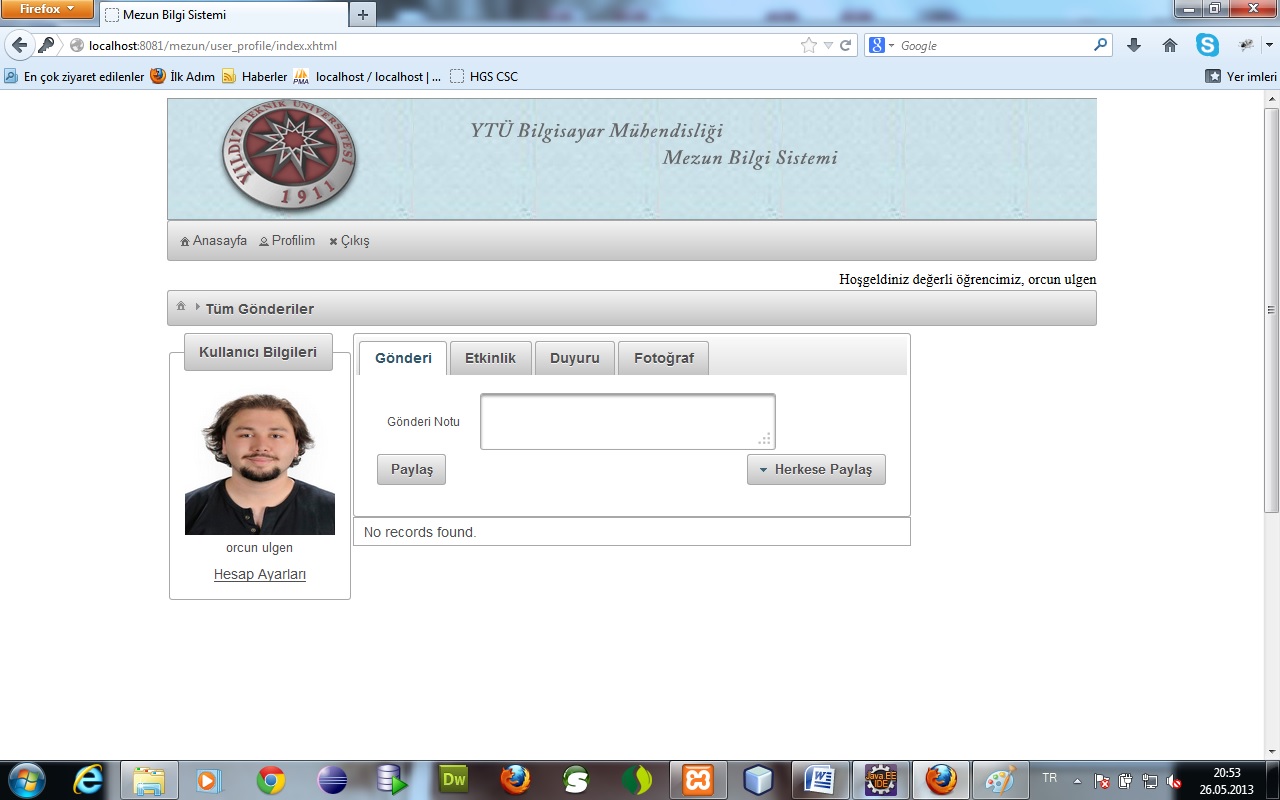 Firefox
Mezun Bilgi Sistemi
localhost:8081/mezun/user_profile/index.xhtml
Google
En çok ziyaret edilenler
İlk Adım
Haberler
localhost / localhost | ...
HGS CSC
Yer imleri
YILDIZ TEKNİK ÜNİVERSİTESİ
1911
YTÜ Bilgisayar Mühendisliği
Mezun Bilgi Sistemi
Anasayfa Profilim Çıkış
Hoşgeldiniz değerli öğrencimiz, orcun ulgen
Tüm Gönderiler
Kullanıcı Bilgileri
orcun ulgen
Hesap Ayarları
Gönderi Etkinlik Duyuru Fotoğraf
Gönderi Notu
Paylaş
Herkese Paylaş
No records found.
Dw
Java EE
IDE
TR
20:53
26.05.2013